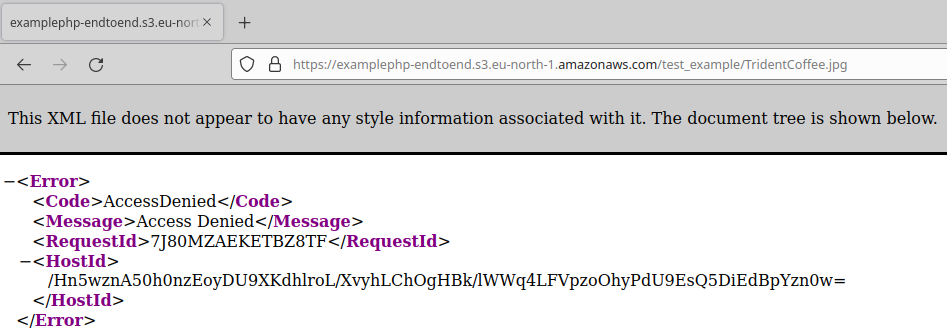 examplephp-endtoend.s3.eu-nort
https://examplephp-endtoend.s3.eu-north-1.amazonaws.com/test_example/TridentCoffee.jpg
This XML file does not appear to have any style information associated with it. The document tree is shown below.
−<Error>
<Code>AccessDenied</Code>
<Message>Access Denied</Message>
<RequestId>7J80MZAEKETBZ8TF</RequestId>
−<HostId>
/Hn5wznA50h0nzEoyDU9XKdhlroL/XvyhLChOgHBk/lWWq4LFVpzoOhyPdU9EsQ5DiEdBpYzn0w=
</HostId>
</Error>